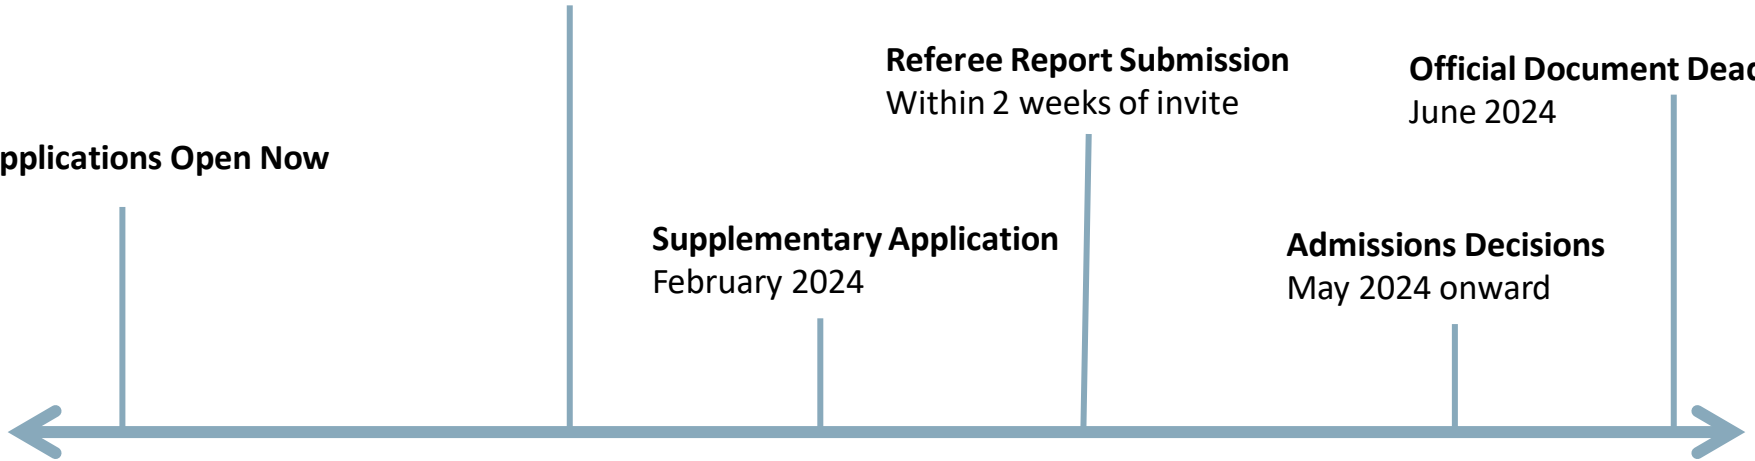 pplications Open Now
Supplementary Application
February 2024
Referee Report Submission
Within 2 weeks of invite
Admissions Decisions
May 2024 onward
Official Document Dead
June 2024